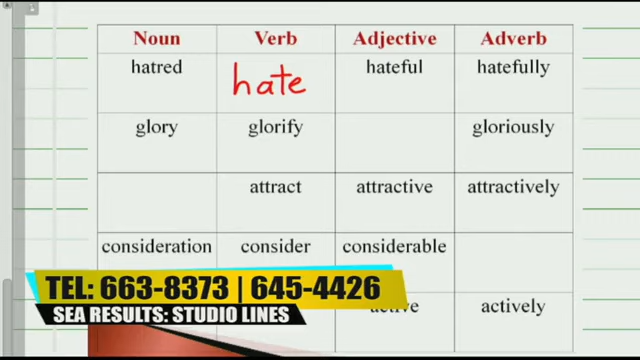 Noun Verb Adjective Adverb
hatred hate hateful hatefully
glory glorify gloriously
attract attractive attractively
consideration consider considerable
TEL: 663-8373 | 645-4426
SEA RESULTS: STUDIO LINES
actively